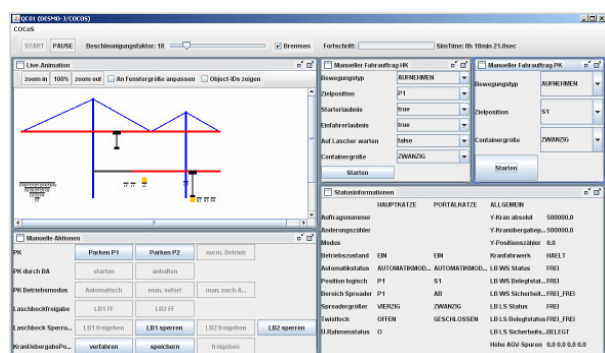 QC01 (DESMO-3/COCOS)
COCoS
START PAUSE Beschleunigungsfaktor: 18 Bremsen Fortschritt: SimTime: 0h 18min 21.0sec
Live-Animation
zoom in 100% zoom out An Fenstergröße anpassen Object-IDs zeigen
Manueller Fahrauftrag HK
Bewegungstyp AUFNEHMEN
Zielposition P1
Starterlaubnis true
Einfahrerlaubnis true
Auf Lascher warten false
Containergröße ZWANZIG
Starten
Manueller Fahrauftrag PK
Bewegungstyp AUFNEHMEN
Zielposition S1
Containergröße ZWANZIG
Starten
Manuelle Aktionen
PK Parken P1 Parken P2 norm. Betrieb
PK durch BA starten anhalten
PK Betriebsmodus Automatisch man. sofort man. nach A...
Laschbockfreigabe LB1 FF LB2 FF
Laschbock Sperru... LB1 freigeben LB1 sperren LB2 freigeben LB2 sperren
KranUebergabePo... verfahren speichern freigeben
Statusinformationen
HAUPTKATZE PORTALKATZE ALLGEMEIN
Auftragsnummer Y-Kran absolut 500000.0
Änderungszähler Y-Kranübergabep... 500000.0
Modus Y-Positionszähler 0.0
Betriebszustand EIN EIN Kranfahrwerk HAELT
Automatikstatus AUTOMATIKMOD... AUTOMATIKMOD... LB WS Status FREI
Position logisch P1 S1 LB WS Belegtstat... FREI
Bereich Spreader P1 AB LB WS Sicherheit... FREI_FREI
Spreadergröße VIERZIG ZWANZIG LB LS Status FREI
Twistlock OFFEN GESCHLOSSEN LB LS Belegtstatus FREI_FREI
Ü-Rahmenstatus O LB LS Sicherheits... BELEGT
Höhe AGV-Spuren 0.0 0.0 0.0 0.0